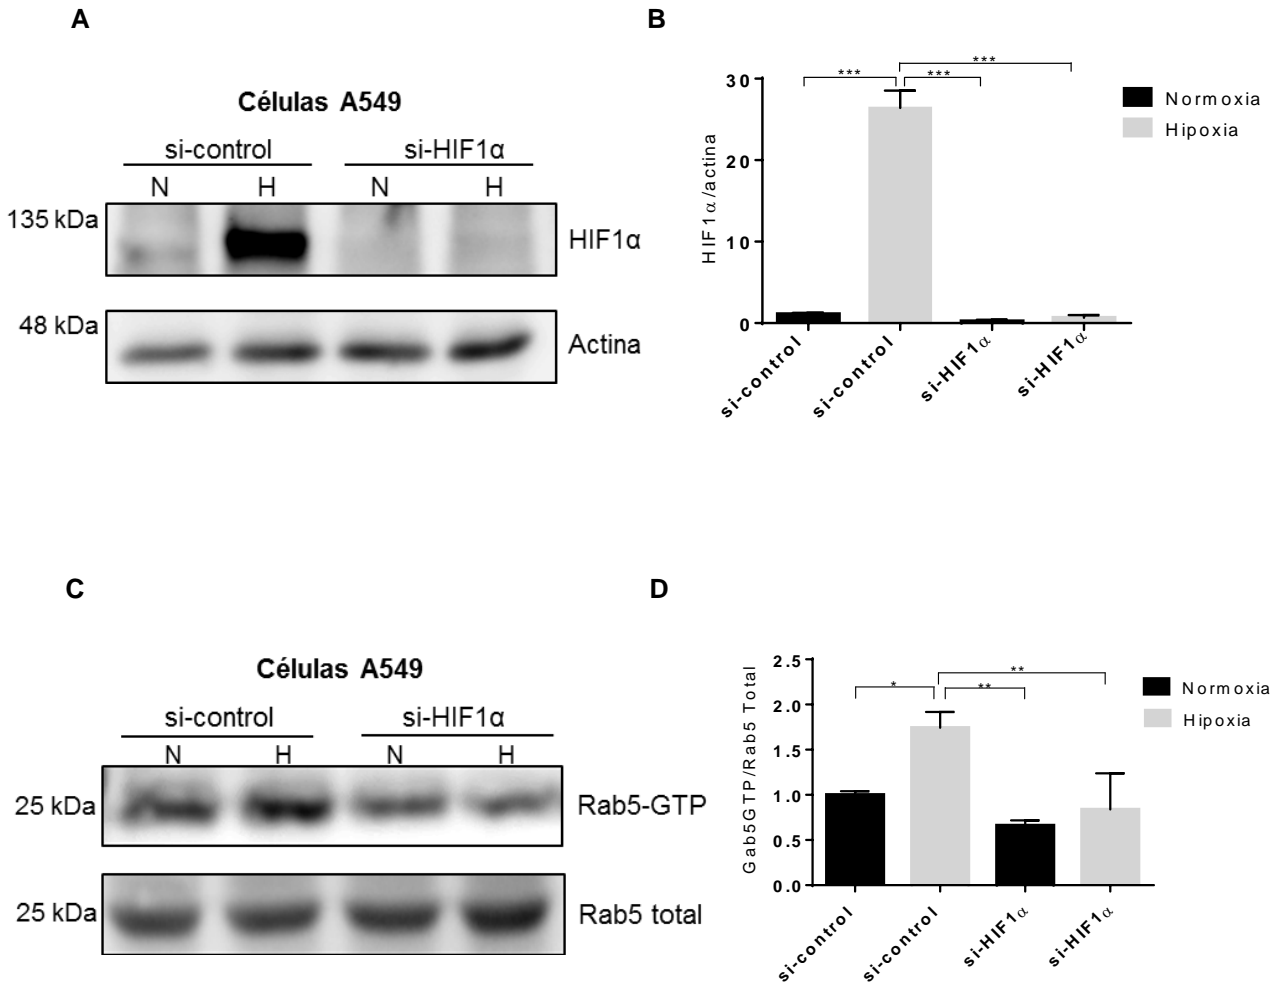 A
Células A549
si-control si-HIF1α
N H N H
135 kDa
HIF1α
48 kDa
Actina
B
*** *** ***
30
20
10
0
HIF1α/actina
si-control si-control si-HIF1α si-HIF1α
Normoxia
Hipoxia
C
Células A549
si-control si-HIF1α
N H N H
25 kDa Rab5-GTP
25 kDa Rab5 total
D
* ** **
2.5
2.0
1.5
1.0
0.5
0.0
Gab5GTP/Rab5 Total
si-control si-control si-HIF1α si-HIF1α
Normoxia
Hipoxia